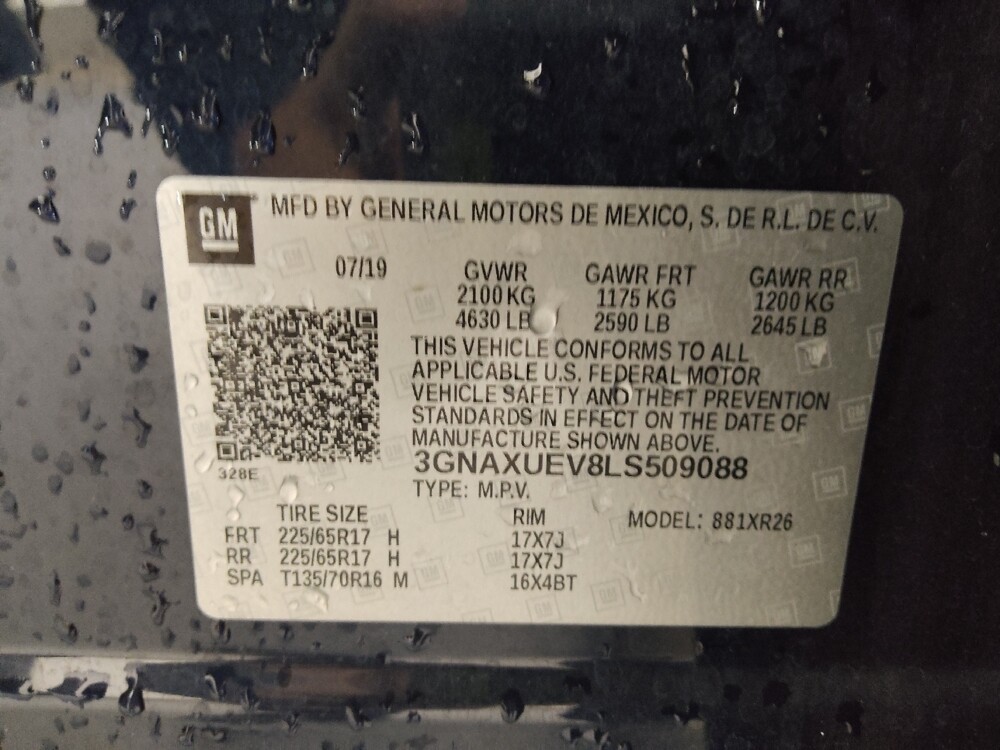 GM
MFD BY GENERAL MOTORS DE MEXICO, S. DE R.L. DE C.V.
07/19 GVWR GAWR FRT GAWR RR
2100 KG 1175 KG 1200 KG
4630 LB 2590 LB 2645 LB
THIS VEHICLE CONFORMS TO ALL
APPLICABLE U.S. FEDERAL MOTOR
VEHICLE SAFETY AND THEFT PREVENTION
STANDARDS IN EFFECT ON THE DATE OF
MANUFACTURE SHOWN ABOVE.
3GNAXUEV8LS509088
328E
TYPE: M.P.V.
TIRE SIZE RIM MODEL: 881XR26
FRT 225/65R17 H 17X7J
RR 225/65R17 H 17X7J
SPA T135/70R16 M 16X4BT